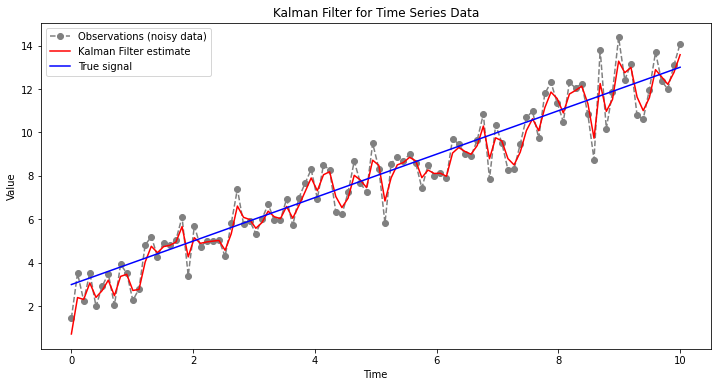 Kalman Filter for Time Series Data
Observations (noisy data)
Kalman Filter estimate
True signal
Value
14
12
10
8
6
4
2
0
2
4
6
8
10
Time